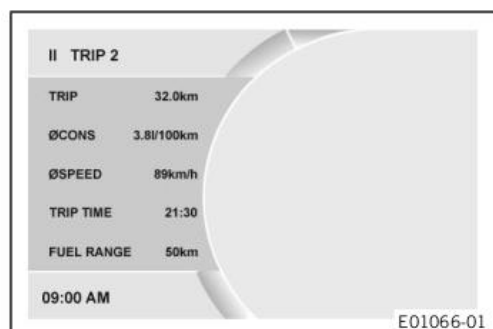 II TRIP 2
TRIP 32.0km
ØCONS 3.8l/100km
ØSPEED 89km/h
TRIP TIME 21:30
FUEL RANGE 50km
09:00 AM
E01066-01